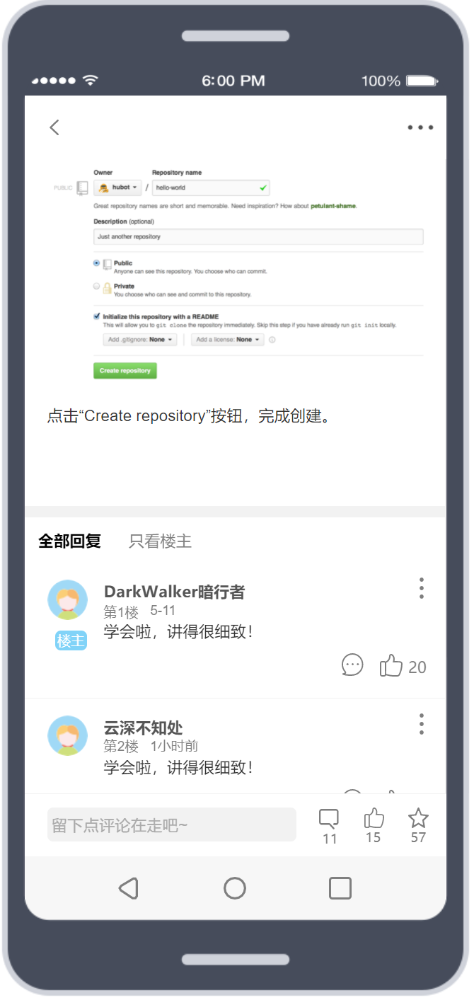 6:00 PM 100%
Owner Repository name
PUBLIC hubot / hello-world
Great repository names are short and memorable. Need inspiration? How about petulant-shame.
Description (optional)
Just another repository
Public
Anyone can see this repository. You choose who can commit.
Private
You choose who can see and commit to this repository.
Initialize this repository with a README
This will allow you to git clone the repository immediately. Skip this step if you have already run git init locally.
Add .gitignore: None Add a license: None
Create repository
点击“Create repository”按钮，完成创建。
全部回复 只看楼主
DarkWalker暗行者
第1楼 5-11
学会啦，讲得很细致！
楼主
20
云深不知处
第2楼 1小时前
学会啦，讲得很细致！
留下点评论在走吧~
11 15 57